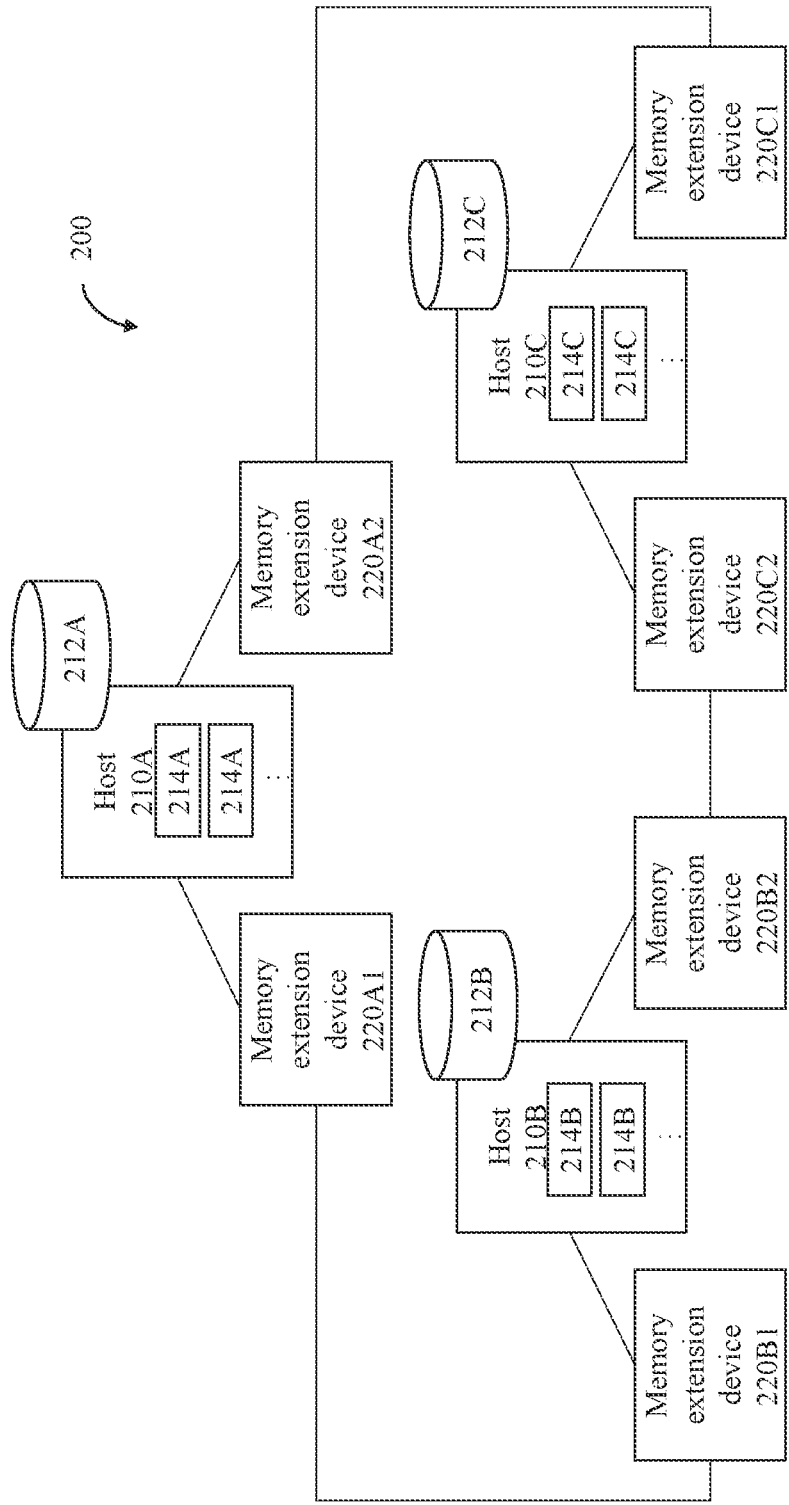 200
212A
Host
210A
214A
214A
...
Memory
extension
device
220A1
Memory
extension
device
220A2
212B
Host
210B
214B
214B
...
212C
Host
210C
214C
214C
...
Memory
extension
device
220B1
Memory
extension
device
220B2
Memory
extension
device
220C2
Memory
extension
device
220C1